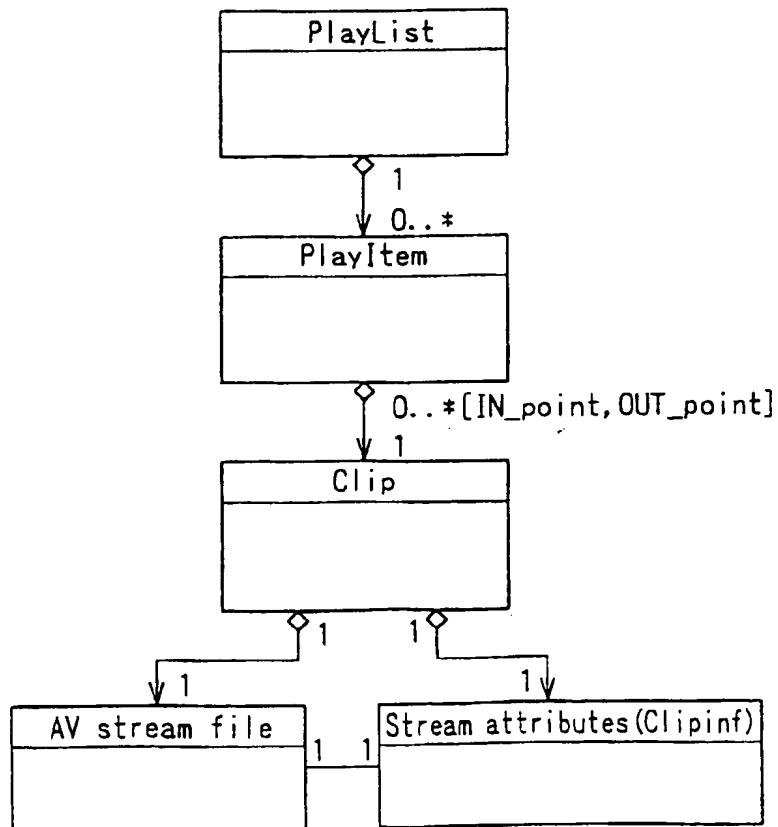 PlayList
1
0..*
PlayItem
0..*[IN_point,OUT_point]
1
Clip
1 1
1 1
AV stream file
Stream attributes(Clipinf)
1 1